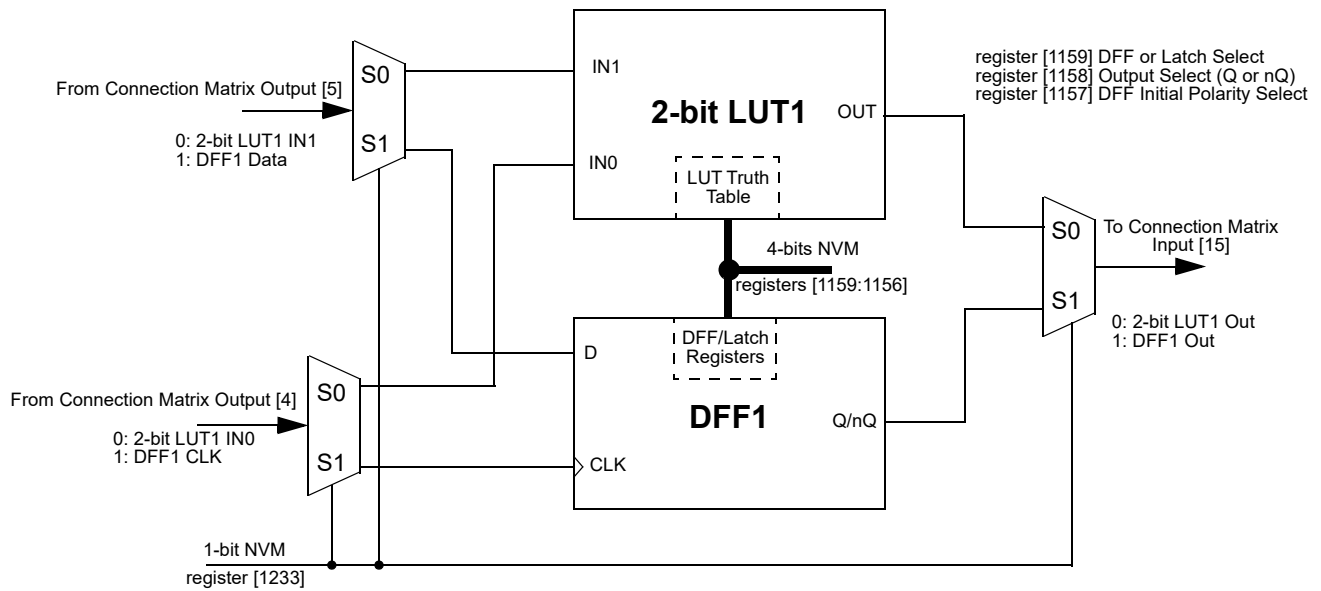 From Connection Matrix Output [5]
0: 2-bit LUT1 IN1
1: DFF1 Data
S0
S1
IN1
IN0
2-bit LUT1
OUT
LUT Truth
Table
register [1159] DFF or Latch Select
register [1158] Output Select (Q or nQ)
register [1157] DFF Initial Polarity Select
4-bits NVM
registers [1159:1156]
S0
S1
To Connection Matrix
Input [15]
0: 2-bit LUT1 Out
1: DFF1 Out
DFF/Latch
Registers
D
DFF1
Q/nQ
CLK
From Connection Matrix Output [4]
0: 2-bit LUT1 IN0
1: DFF1 CLK
S0
S1
1-bit NVM
register [1233]